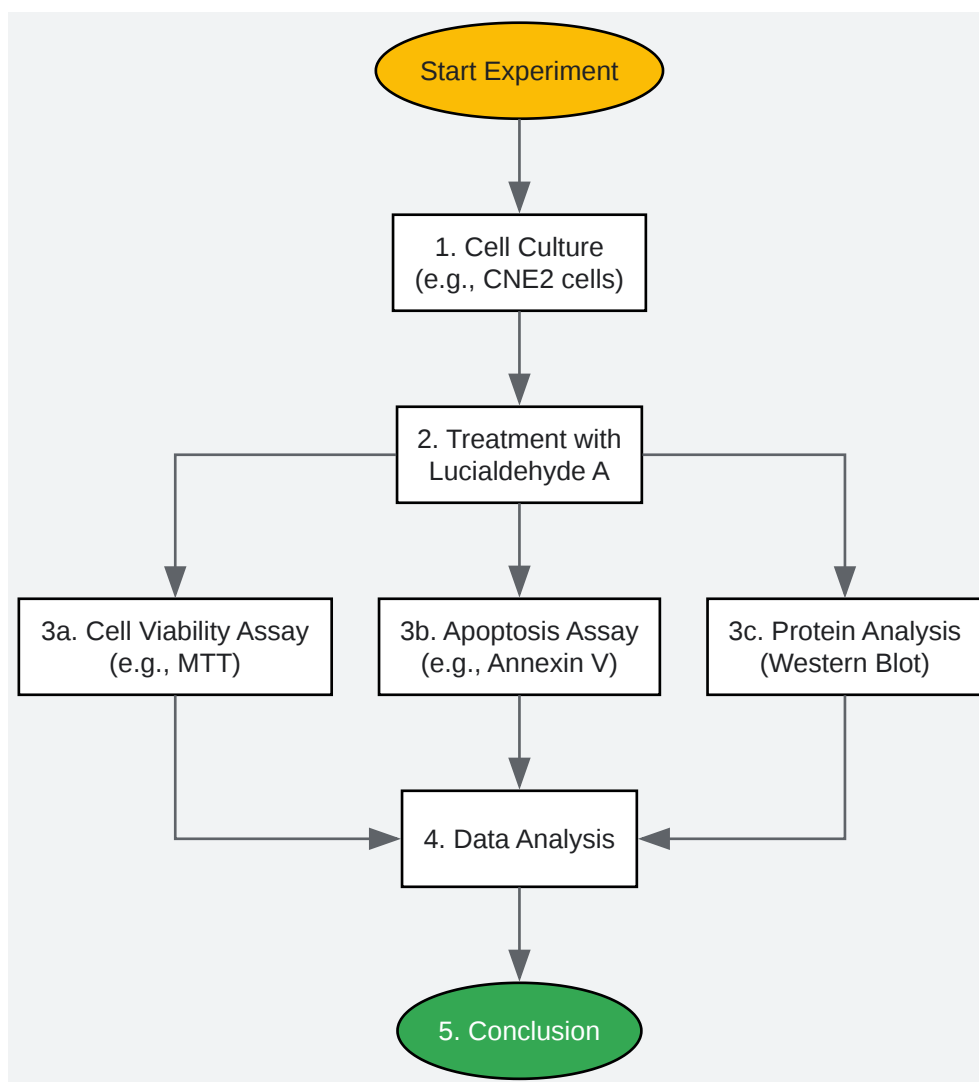 Start Experiment
1. Cell Culture
(e.g., CNE2 cells)
2. Treatment with
Lucialdehyde A
3a. Cell Viability Assay
(e.g., MTT)
3b. Apoptosis Assay
(e.g., Annexin V)
3c. Protein Analysis
(Western Blot)
4. Data Analysis
5. Conclusion